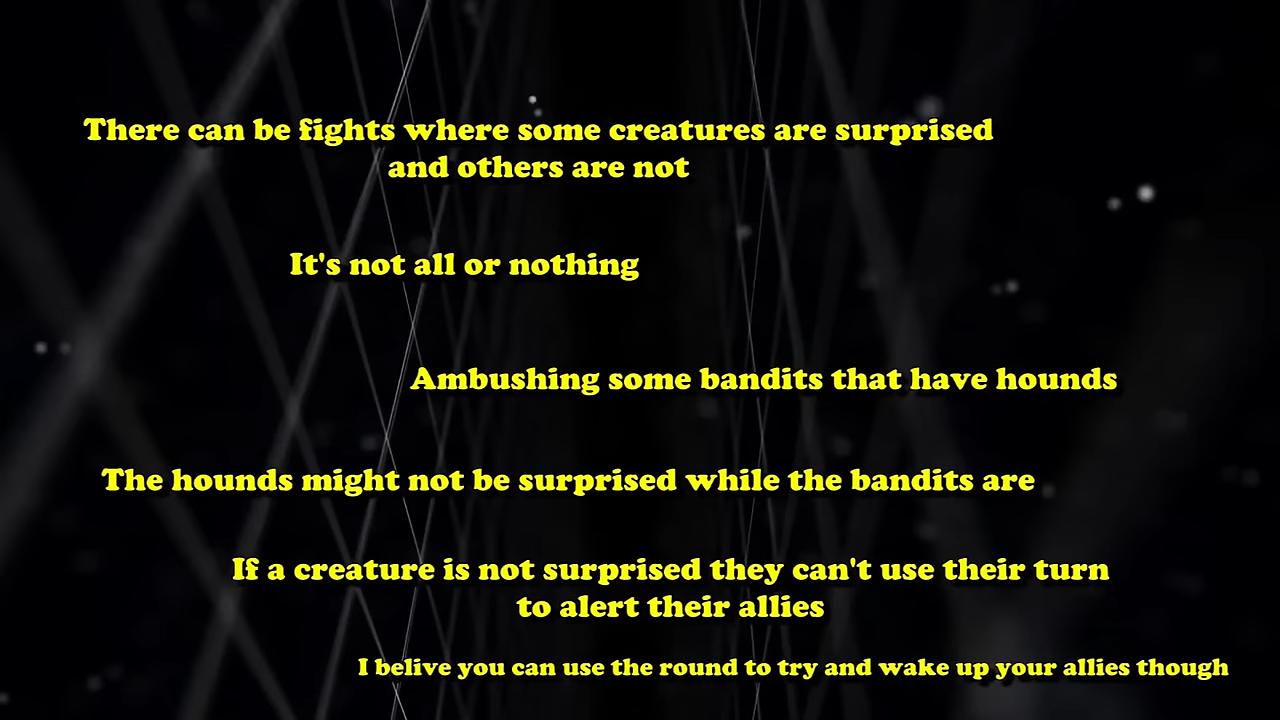 There can be fights where some creatures are surprised
and others are not
It's not all or nothing
Ambushing some bandits that have hounds
The hounds might not be surprised while the bandits are
If a creature is not surprised they can't use their turn
to alert their allies
I belive you can use the round to try and wake up your allies though